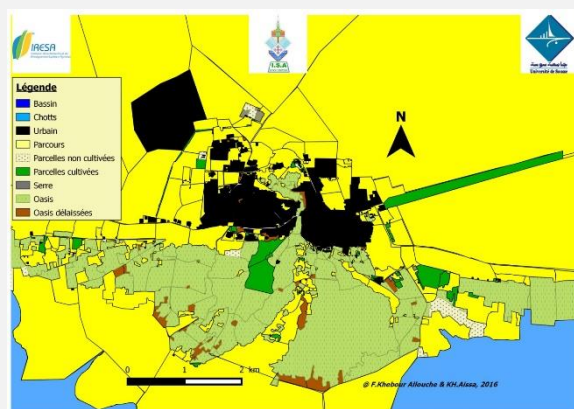 IRESA
I.S.A
Université de Sousse
Légende
Bassin
Chotts
Urbain
Parcours
Parcelles non cultivées
Parcelles cultivées
Serre
Oasis
Oasis délaissées
N
0 1 2 km
@ F.Khebour Allouche & KH.Aissa, 2016